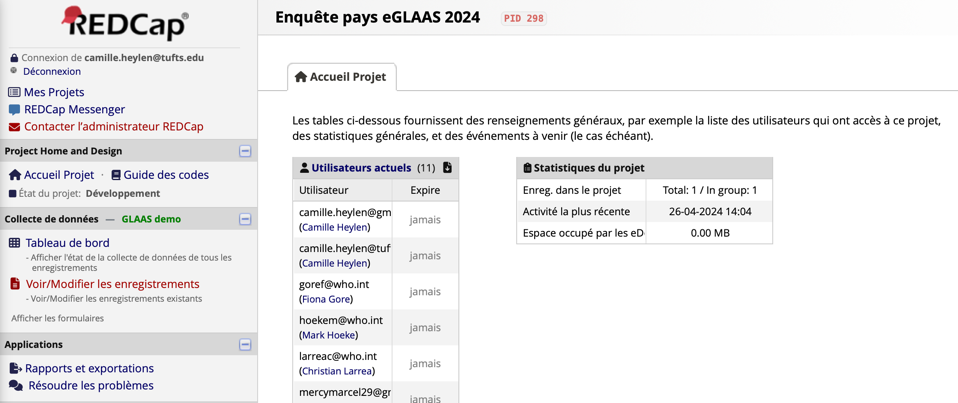 REDCap
Connexion de camille.heylen@tufts.edu
Déconnexion
Mes Projets
REDCap Messenger
Contacter l'administrateur REDCap
Project Home and Design
Accueil Projet · Guide des codes
État du projet: Développement
Collecte de données — GLAAS demo
Tableau de bord
- Afficher l'état de la collecte de données de tous les
enregistrements
Voir/Modifier les enregistrements
- Voir/Modifier les enregistrements existants
Afficher les formulaires
Applications
Rapports et exportations
Résoudre les problèmes
Enquête pays eGLAAS 2024 PID 298
Accueil Projet
Les tables ci-dessous fournissent des renseignements généraux, par exemple la liste des utilisateurs qui ont accès à ce projet,
des statistiques générales, et des événements à venir (le cas échéant).
Utilisateurs actuels (11)
Utilisateur Expire
camille.heylen@gm
(Camille Heylen) jamais
camille.heylen@tuf
(Camille Heylen) jamais
goref@who.int
(Fiona Gore) jamais
hoekem@who.int
(Mark Hoeke) jamais
larreac@who.int
(Christian Larrea) jamais
mercymarcel29@gr
jamais
Statistiques du projet
Enreg. dans le projet Total: 1 / In group: 1
Activité la plus récente 26-04-2024 14:04
Espace occupé par les eD 0.00 MB